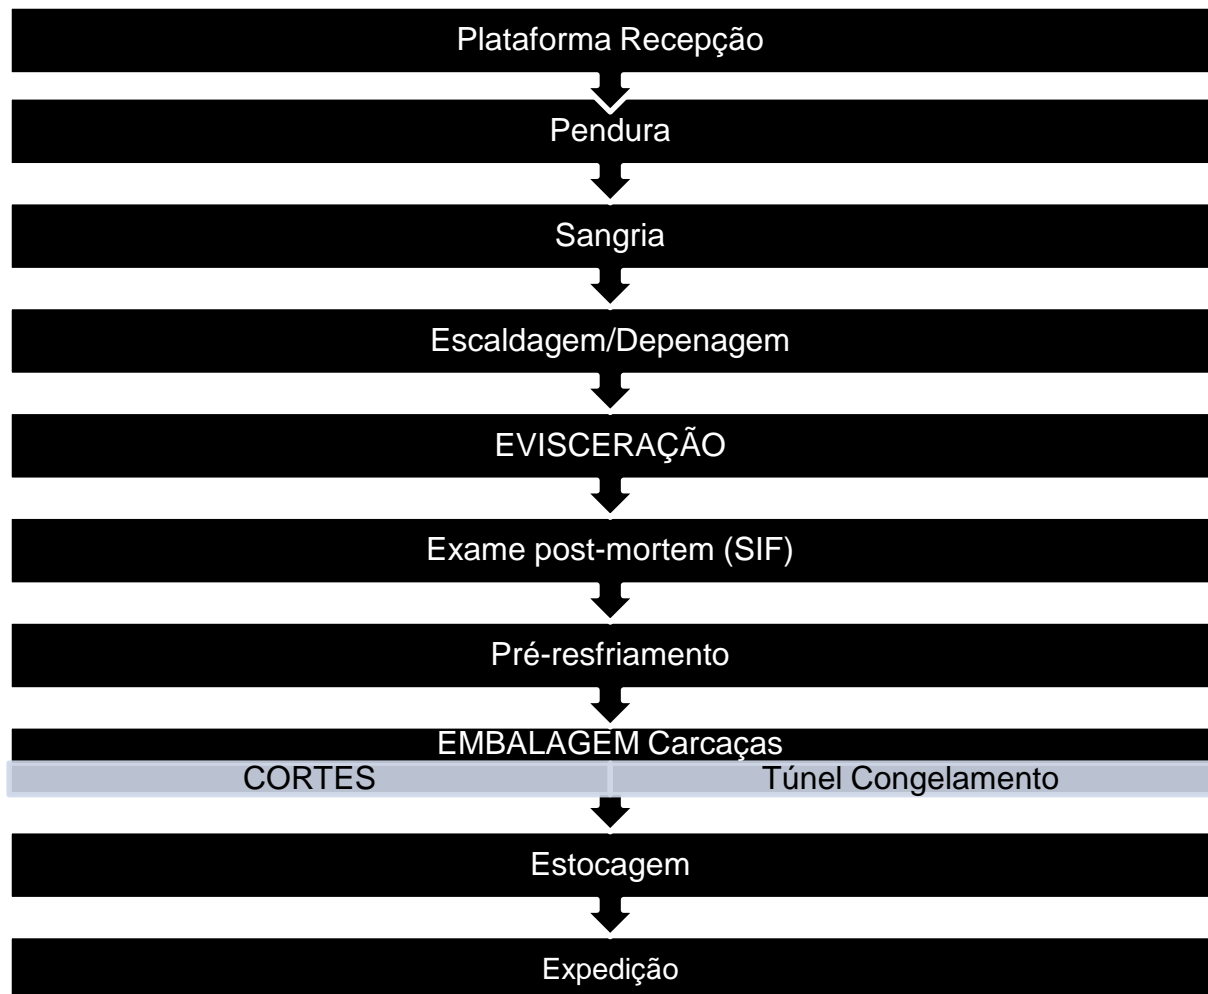 Plataforma Recepção
Pendura
Sangria
Escaldagem/Depenagem
EVISCERAÇÃO
Exame post-mortem (SIF)
Pré-resfriamento
EMBALAGEM Carcaças
CORTES
Túnel Congelamento
Estocagem
Expedição